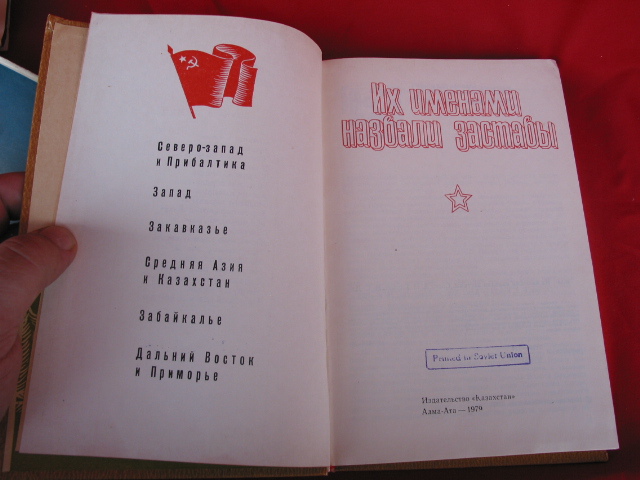 Северо-запад
и Прибалтика
Запад
Закавказье
Средняя Азия
и Казахстан
Забайкалье
Дальний Восток
и Приморье
Их именами
назвали заставы
Printed in Soviet Union
Издательство «Казахстан»
Алма-Ата — 1979